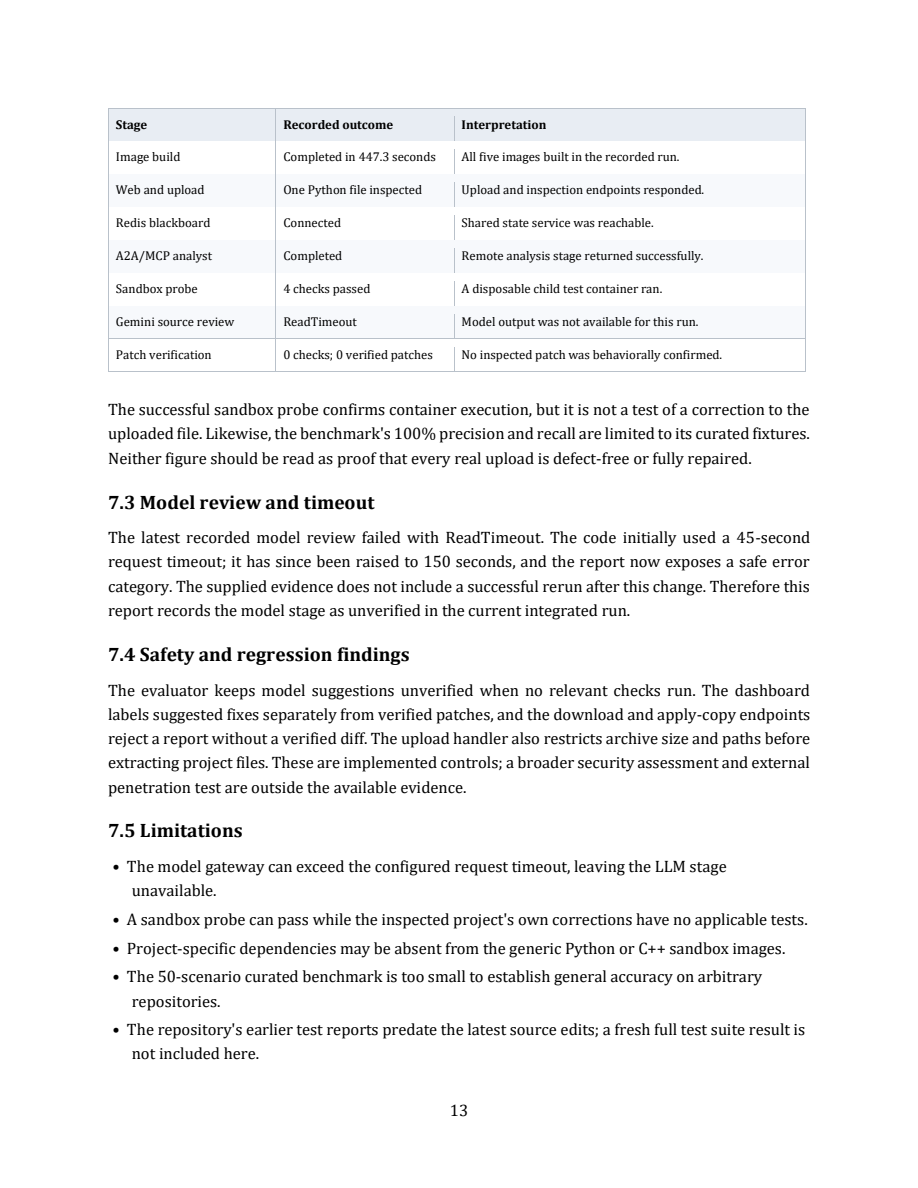 Stage Recorded outcome Interpretation
Image build Completed in 447.3 seconds All five images built in the recorded run.
Web and upload One Python file inspected Upload and inspection endpoints responded.
Redis blackboard Connected Shared state service was reachable.
A2A/MCP analyst Completed Remote analysis stage returned successfully.
Sandbox probe 4 checks passed A disposable child test container ran.
Gemini source review ReadTimeout Model output was not available for this run.
Patch verification 0 checks; 0 verified patches No inspected patch was behaviorally confirmed.
The successful sandbox probe confirms container execution, but it is not a test of a correction to the
uploaded file. Likewise, the benchmark's 100% precision and recall are limited to its curated fixtures.
Neither figure should be read as proof that every real upload is defect-free or fully repaired.
7.3 Model review and timeout
The latest recorded model review failed with ReadTimeout. The code initially used a 45-second
request timeout; it has since been raised to 150 seconds, and the report now exposes a safe error
category. The supplied evidence does not include a successful rerun after this change. Therefore this
report records the model stage as unverified in the current integrated run.
7.4 Safety and regression findings
The evaluator keeps model suggestions unverified when no relevant checks run. The dashboard
labels suggested fixes separately from verified patches, and the download and apply-copy endpoints
reject a report without a verified diff. The upload handler also restricts archive size and paths before
extracting project files. These are implemented controls; a broader security assessment and external
penetration test are outside the available evidence.
7.5 Limitations
• The model gateway can exceed the configured request timeout, leaving the LLM stage
unavailable.
• A sandbox probe can pass while the inspected project's own corrections have no applicable tests.
• Project-specific dependencies may be absent from the generic Python or C++ sandbox images.
• The 50-scenario curated benchmark is too small to establish general accuracy on arbitrary
repositories.
• The repository's earlier test reports predate the latest source edits; a fresh full test suite result is
not included here.
13